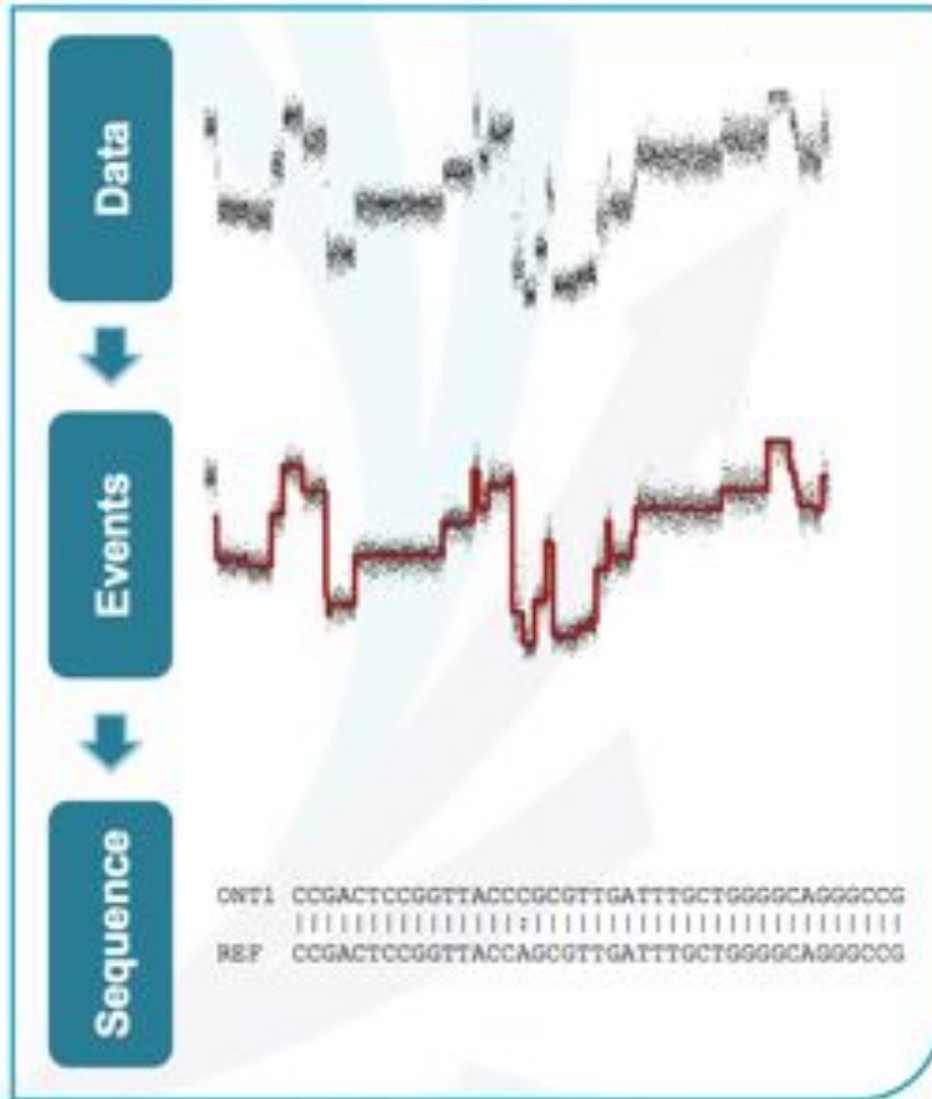 Data
Events
Sequence
ONT1 CCGACTCCGGTTACCCGCGTTGATTTGCTGGGGCAGGGCCG
|||||||||||||||:|||||||||||||||||||||||||
REF CCGACTCCGGTTACCAGCGTTGATTTGCTGGGGCAGGGCCG